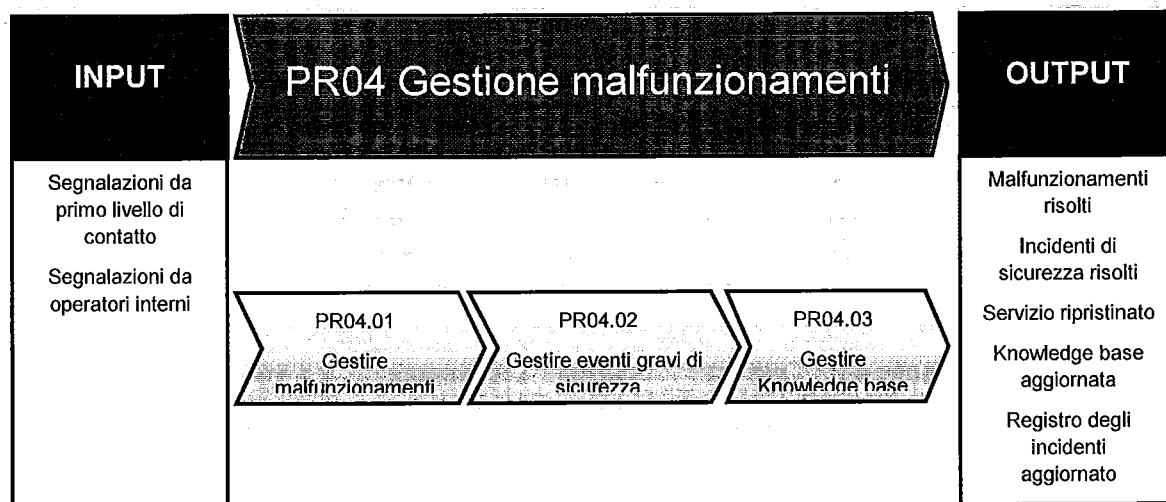 INPUT
PR04 Gestione malfunzionamenti
OUTPUT
Segnalazioni da
primo livello di
contatto
Segnalazioni da
operatori interni
PR04.01
Gestire
malfunzionamenti
PR04.02
Gestire eventi gravi di
sicurezza
PR04.03
Gestire
Knowledge base
Malfunzionamenti
risolti
Incidenti di
sicurezza risolti
Servizio ripristinato
Knowledge base
aggiornata
Registro degli
incidenti
aggiornato